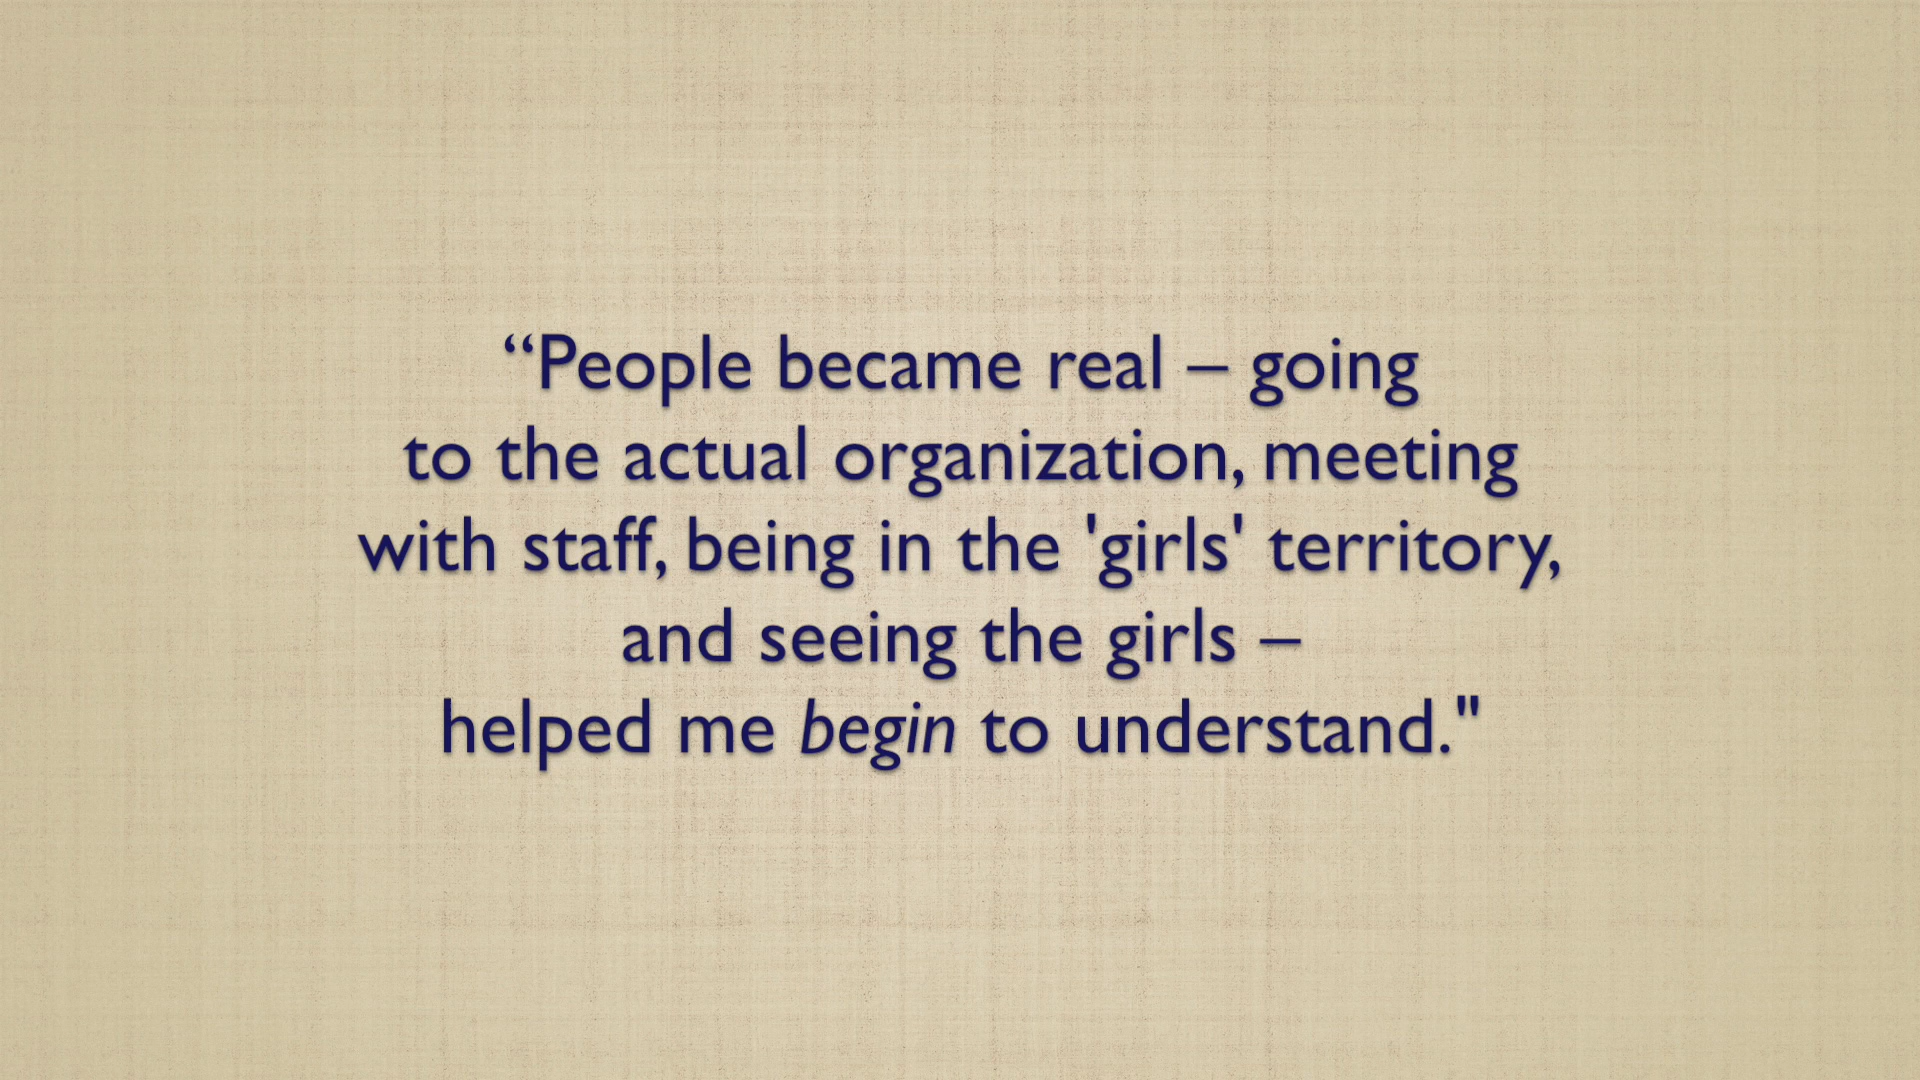 “People became real – going
to the actual organization, meeting
with staff, being in the 'girls' territory,
and seeing the girls –
helped me begin to understand."